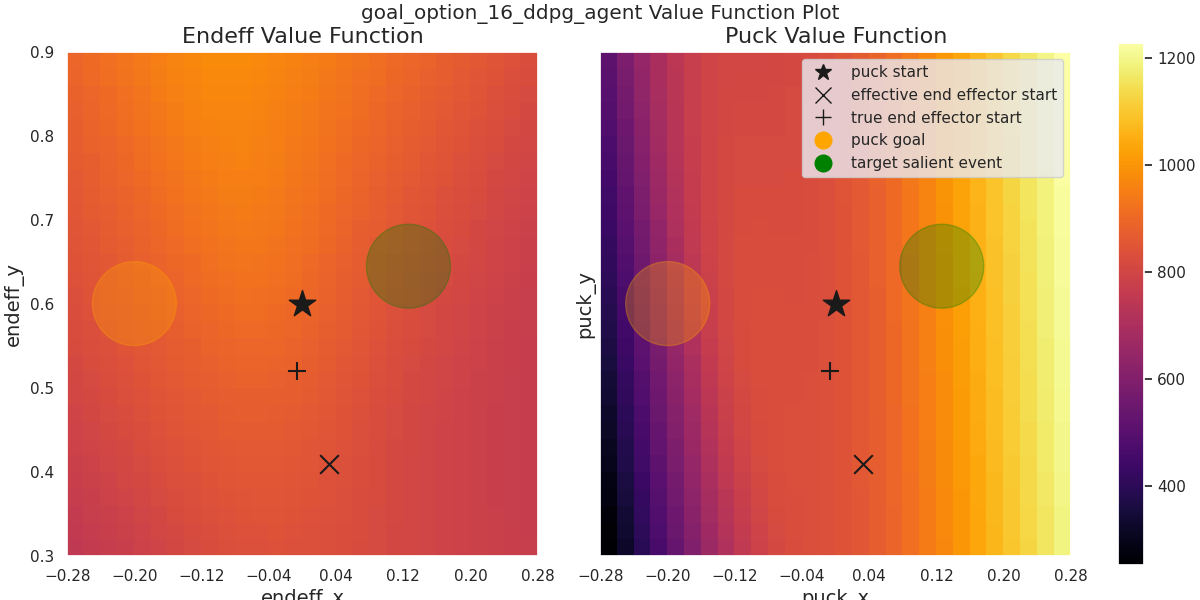 goal_option_16_ddpg_agent Value Function Plot
Endeff Value Function
Puck Value Function
endeff_y
0.9
0.8
0.7
0.6
0.5
0.4
0.3
−0.28 −0.20 −0.12 −0.04 0.04 0.12 0.20 0.28
endeff_x
puck_y
puck start
effective end effector start
true end effector start
puck goal
target salient event
−0.28 −0.20 −0.12 −0.04 0.04 0.12 0.20 0.28
puck_x
1200
1000
800
600
400